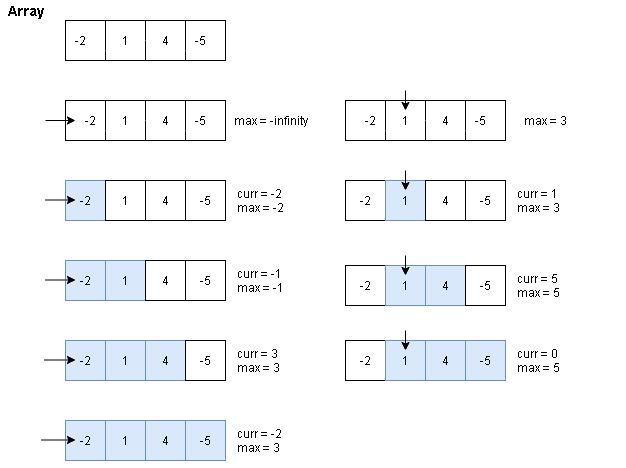 Array
-2 1 4 -5
-2 1 4 -5 max = -infinity
-2 1 4 -5 curr = -2
max = -2
-2 1 4 -5 curr = -1
max = -1
-2 1 4 -5 curr = 3
max = 3
-2 1 4 -5 curr = -2
max = 3
-2 1 4 -5 max = 3
-2 1 4 -5 curr = 1
max = 3
-2 1 4 -5 curr = 5
max = 5
-2 1 4 -5 curr = 0
max = 5